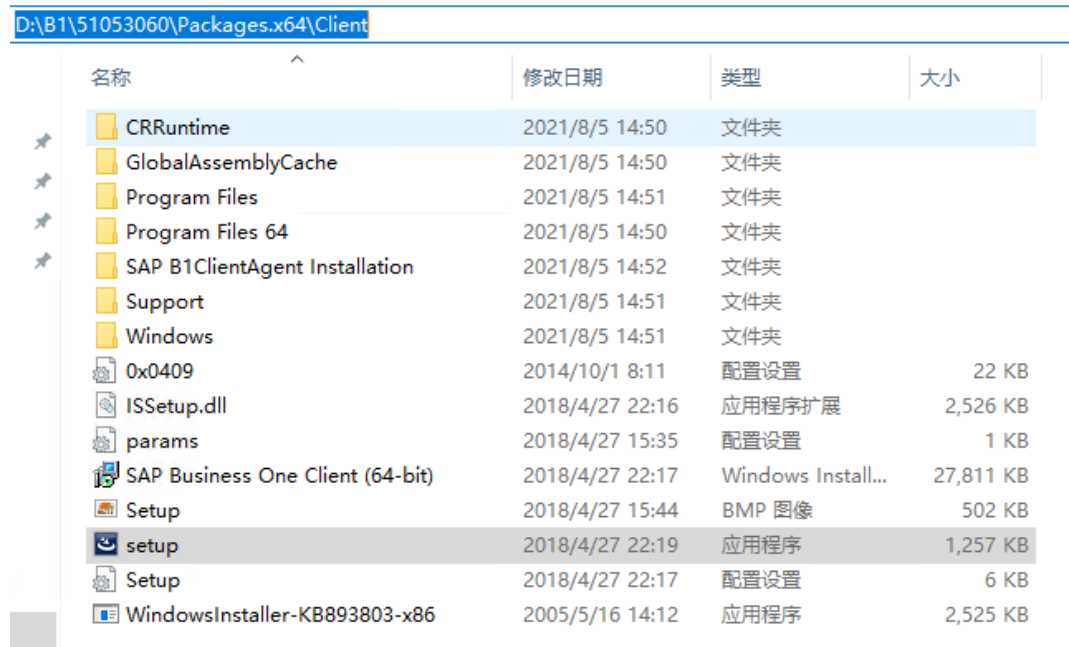 D:\B1\51053060\Packages.x64\Client
名称 修改日期 类型 大小
CRRuntime 2021/8/5 14:50 文件夹
GlobalAssemblyCache 2021/8/5 14:50 文件夹
Program Files 2021/8/5 14:51 文件夹
Program Files 64 2021/8/5 14:50 文件夹
SAP B1ClientAgent Installation 2021/8/5 14:52 文件夹
Support 2021/8/5 14:51 文件夹
Windows 2021/8/5 14:51 文件夹
0x0409 2014/10/1 8:11 配置设置 22 KB
ISSetup.dll 2018/4/27 22:16 应用程序扩展 2,526 KB
params 2018/4/27 15:35 配置设置 1 KB
SAP Business One Client (64-bit) 2018/4/27 22:17 Windows Install... 27,811 KB
Setup 2018/4/27 15:44 BMP 图像 502 KB
setup 2018/4/27 22:19 应用程序 1,257 KB
Setup 2018/4/27 22:17 配置设置 6 KB
WindowsInstaller-KB893803-x86 2005/5/16 14:12 应用程序 2,525 KB